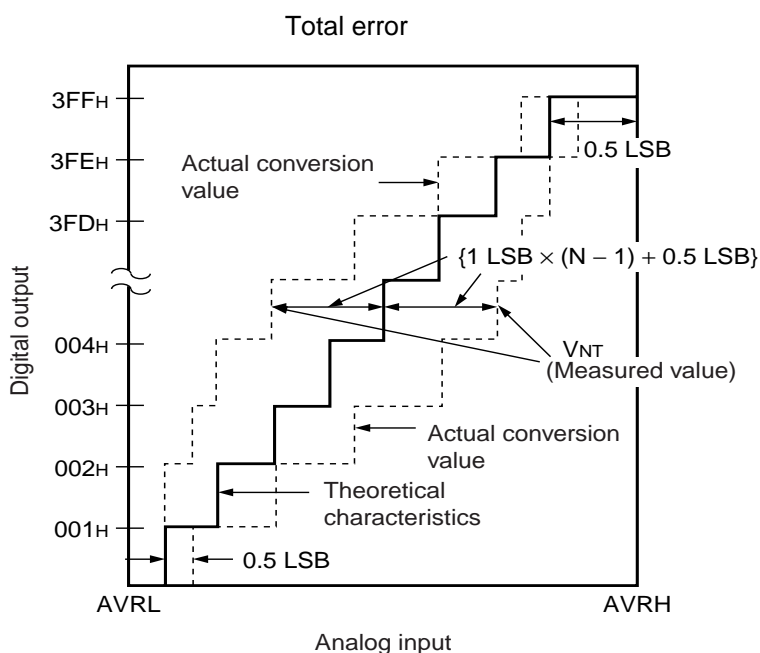 Total error
3FFH
3FEH
3FDH
004H
003H
002H
001H
Digital output
Actual conversion
value
0.5 LSB
{1 LSB × (N − 1) + 0.5 LSB}
VNT
(Measured value)
Actual conversion
value
Theoretical
characteristics
0.5 LSB
AVRL
AVRH
Analog input